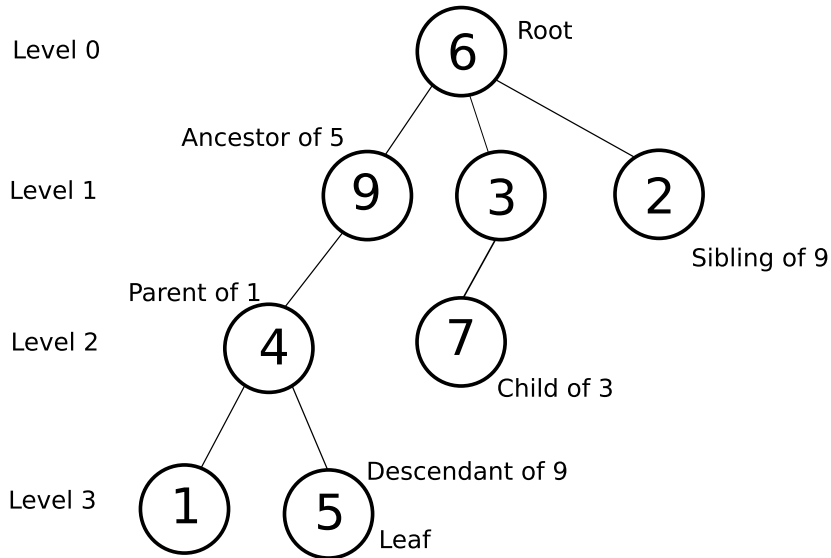 Level 0
6
Root
Ancestor of 5
Level 1
9
3
2
Sibling of 9
Parent of 1
Level 2
4
7
Child of 3
Level 3
1
5
Descendant of 9
Leaf